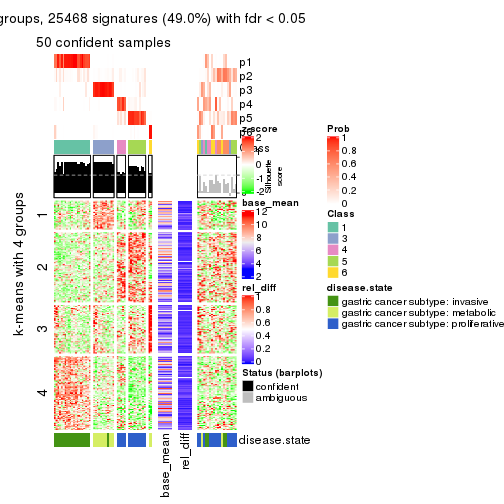 groups, 25468 signatures (49.0%) with fdr < 0.05
50 confident samples
p1
p2
p3
p4
p5
p6
Class
z-score
2
1
0
-1
-2
1
Silhouette
score
k-means with 4 groups
1
2
3
4
base_mean
12
10
8
6
4
2
rel_diff
1
0.8
0.6
0.4
0.2
0
Status (barplots)
confident
ambiguous
Prob
1
0.8
0.6
0.4
0.2
0
Class
1
3
4
5
6
disease.state
gastric cancer subtype: invasive
gastric cancer subtype: metabolic
gastric cancer subtype: proliferative
disease.state
base_mean
rel_diff